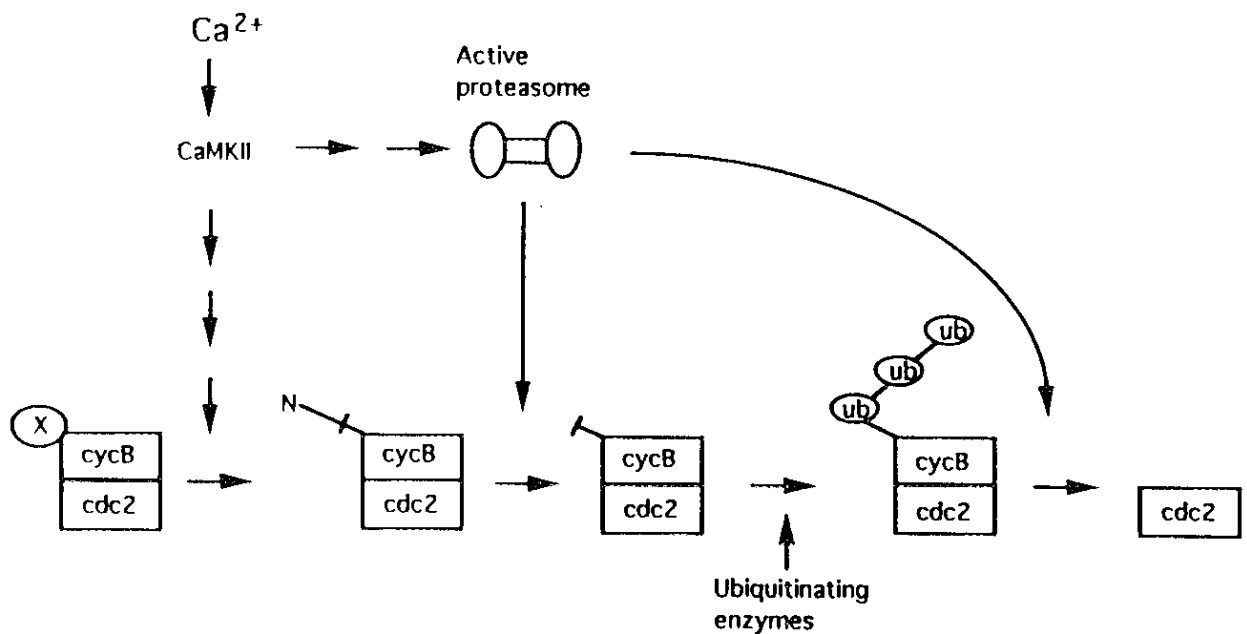 Ca2+
Active
proteasome
CaMKII
ub
ub
ub
X
N
cycB
cycB
cycB
cycB
cdc2
cdc2
cdc2
cdc2
cdc2
Ubiquitinating
enzymes